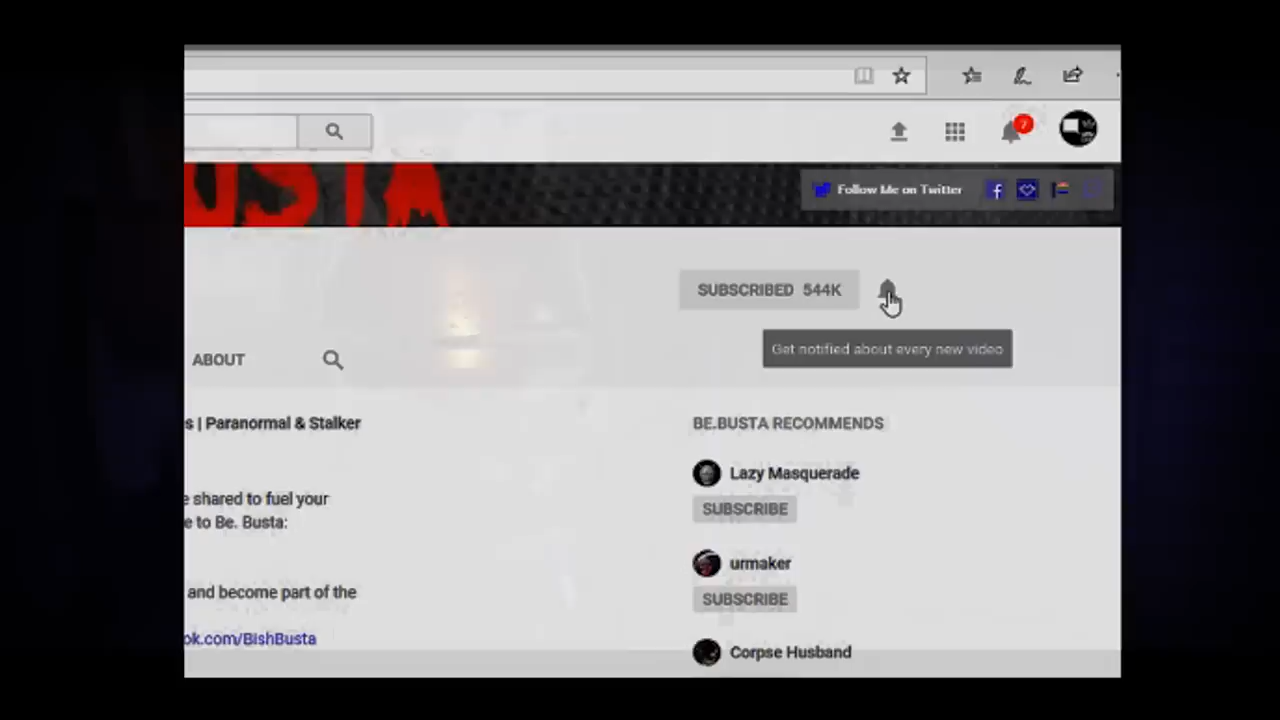 7
BUSTA
Follow Me on Twitter
SUBSCRIBED 544K
Get notified about every new video
ABOUT
s | Paranormal & Stalker
BE.BUSTA RECOMMENDS
Lazy Masquerade
e shared to fuel your
SUBSCRIBE
e to Be. Busta:
urmaker
and become part of the
SUBSCRIBE
ok.com/BishBusta
Corpse Husband